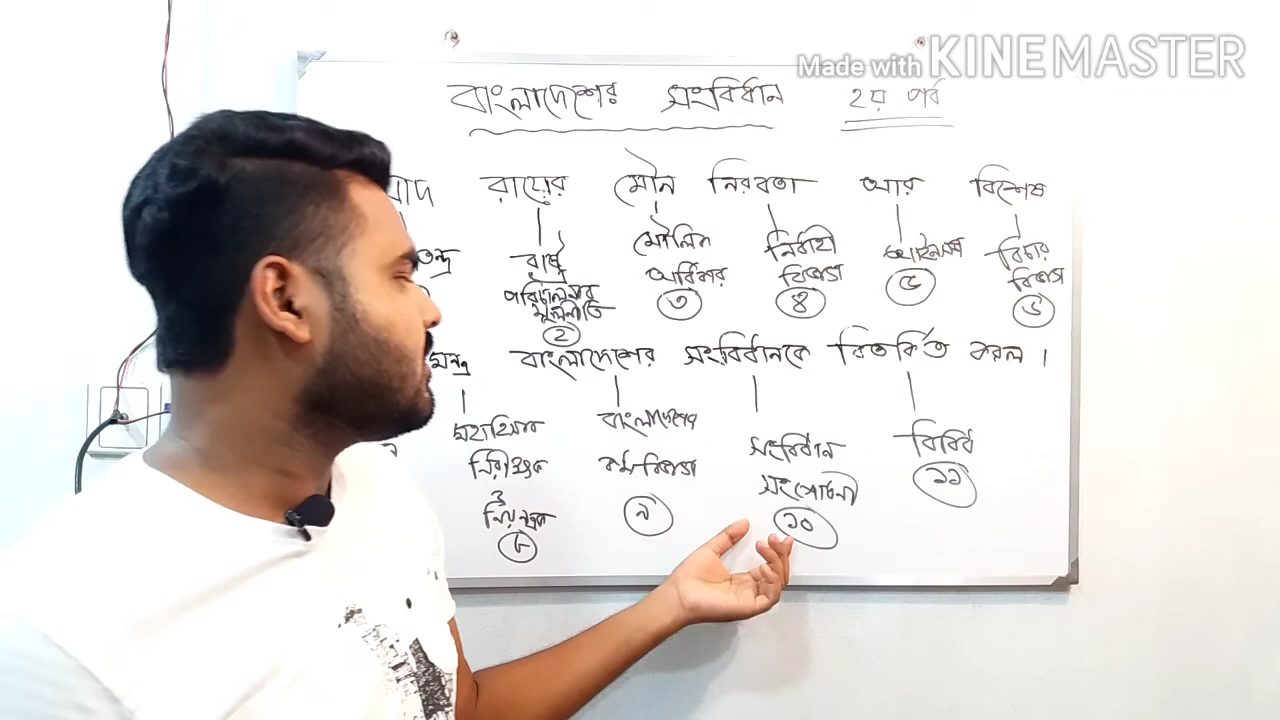 Made with KINEMASTER
বাংলাদেশের সংবিধান ২য় পর্ব
রায়ের মৌন নিরবতা আর বিশেষ
রাষ্ট্র পরিচালনার মূলনীতি ২
মৌলিক অধিকার ৩
নির্বাহী বিভাগ ৪
আইনসভা ৫
বিচার বিভাগ ৬
বাংলাদেশের সংবিধানকে বিতর্কিত করল।
মহাহিসাব নিরীক্ষক ও নিয়ন্ত্রক ৮
বাংলাদেশের কর্মবিভাগ ৯
সংবিধান সংশোধনী ১০
বিবিধ ১১